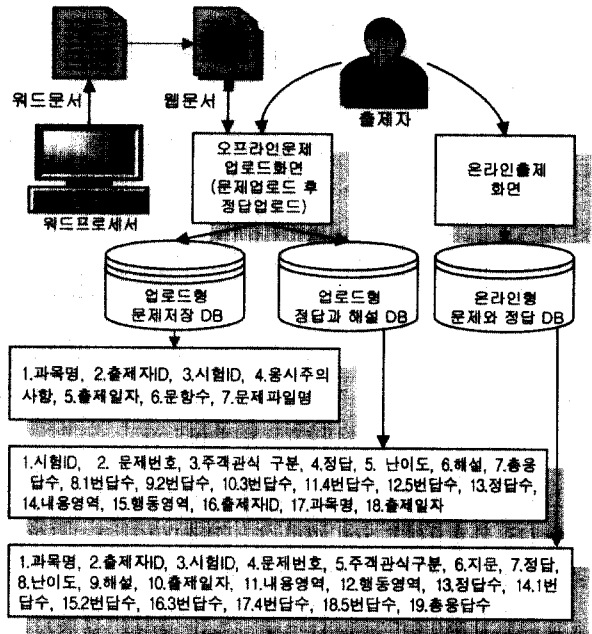 워드문서
웹문서
출제자
워드프로세서
오프라인문제
업로드화면
(문제업로드 후
정답업로드)
온라인출제
화면
업로드형
문제저장 DB
업로드형
정답과 해설 DB
온라인형
문제와 정답 DB
1.과목명, 2.출제자ID, 3.시험ID, 4.응시주의
사항, 5.출제일자, 6.문항수, 7.문제파일명
1.시험ID, 2. 문제번호, 3.주객관식 구분, 4.정답, 5. 난이도, 6.해설, 7.총응
답수, 8.1번답수, 9.2번답수, 10.3번답수, 11.4번답수, 12.5번답수, 13.정답수,
14.내용영역, 15.행동영역, 16.출제자ID, 17.과목명, 18.출제일자
1.과목명, 2.출제자ID, 3.시험ID, 4.문제번호, 5.주객관식구분, 6.지문, 7.정답,
8.난이도, 9.해설, 10.출제일자, 11.내용영역, 12.행동영역, 13.정답수, 14.1번
답수, 15.2번답수, 16.3번답수, 17.4번답수, 18.5번답수, 19.총응답수